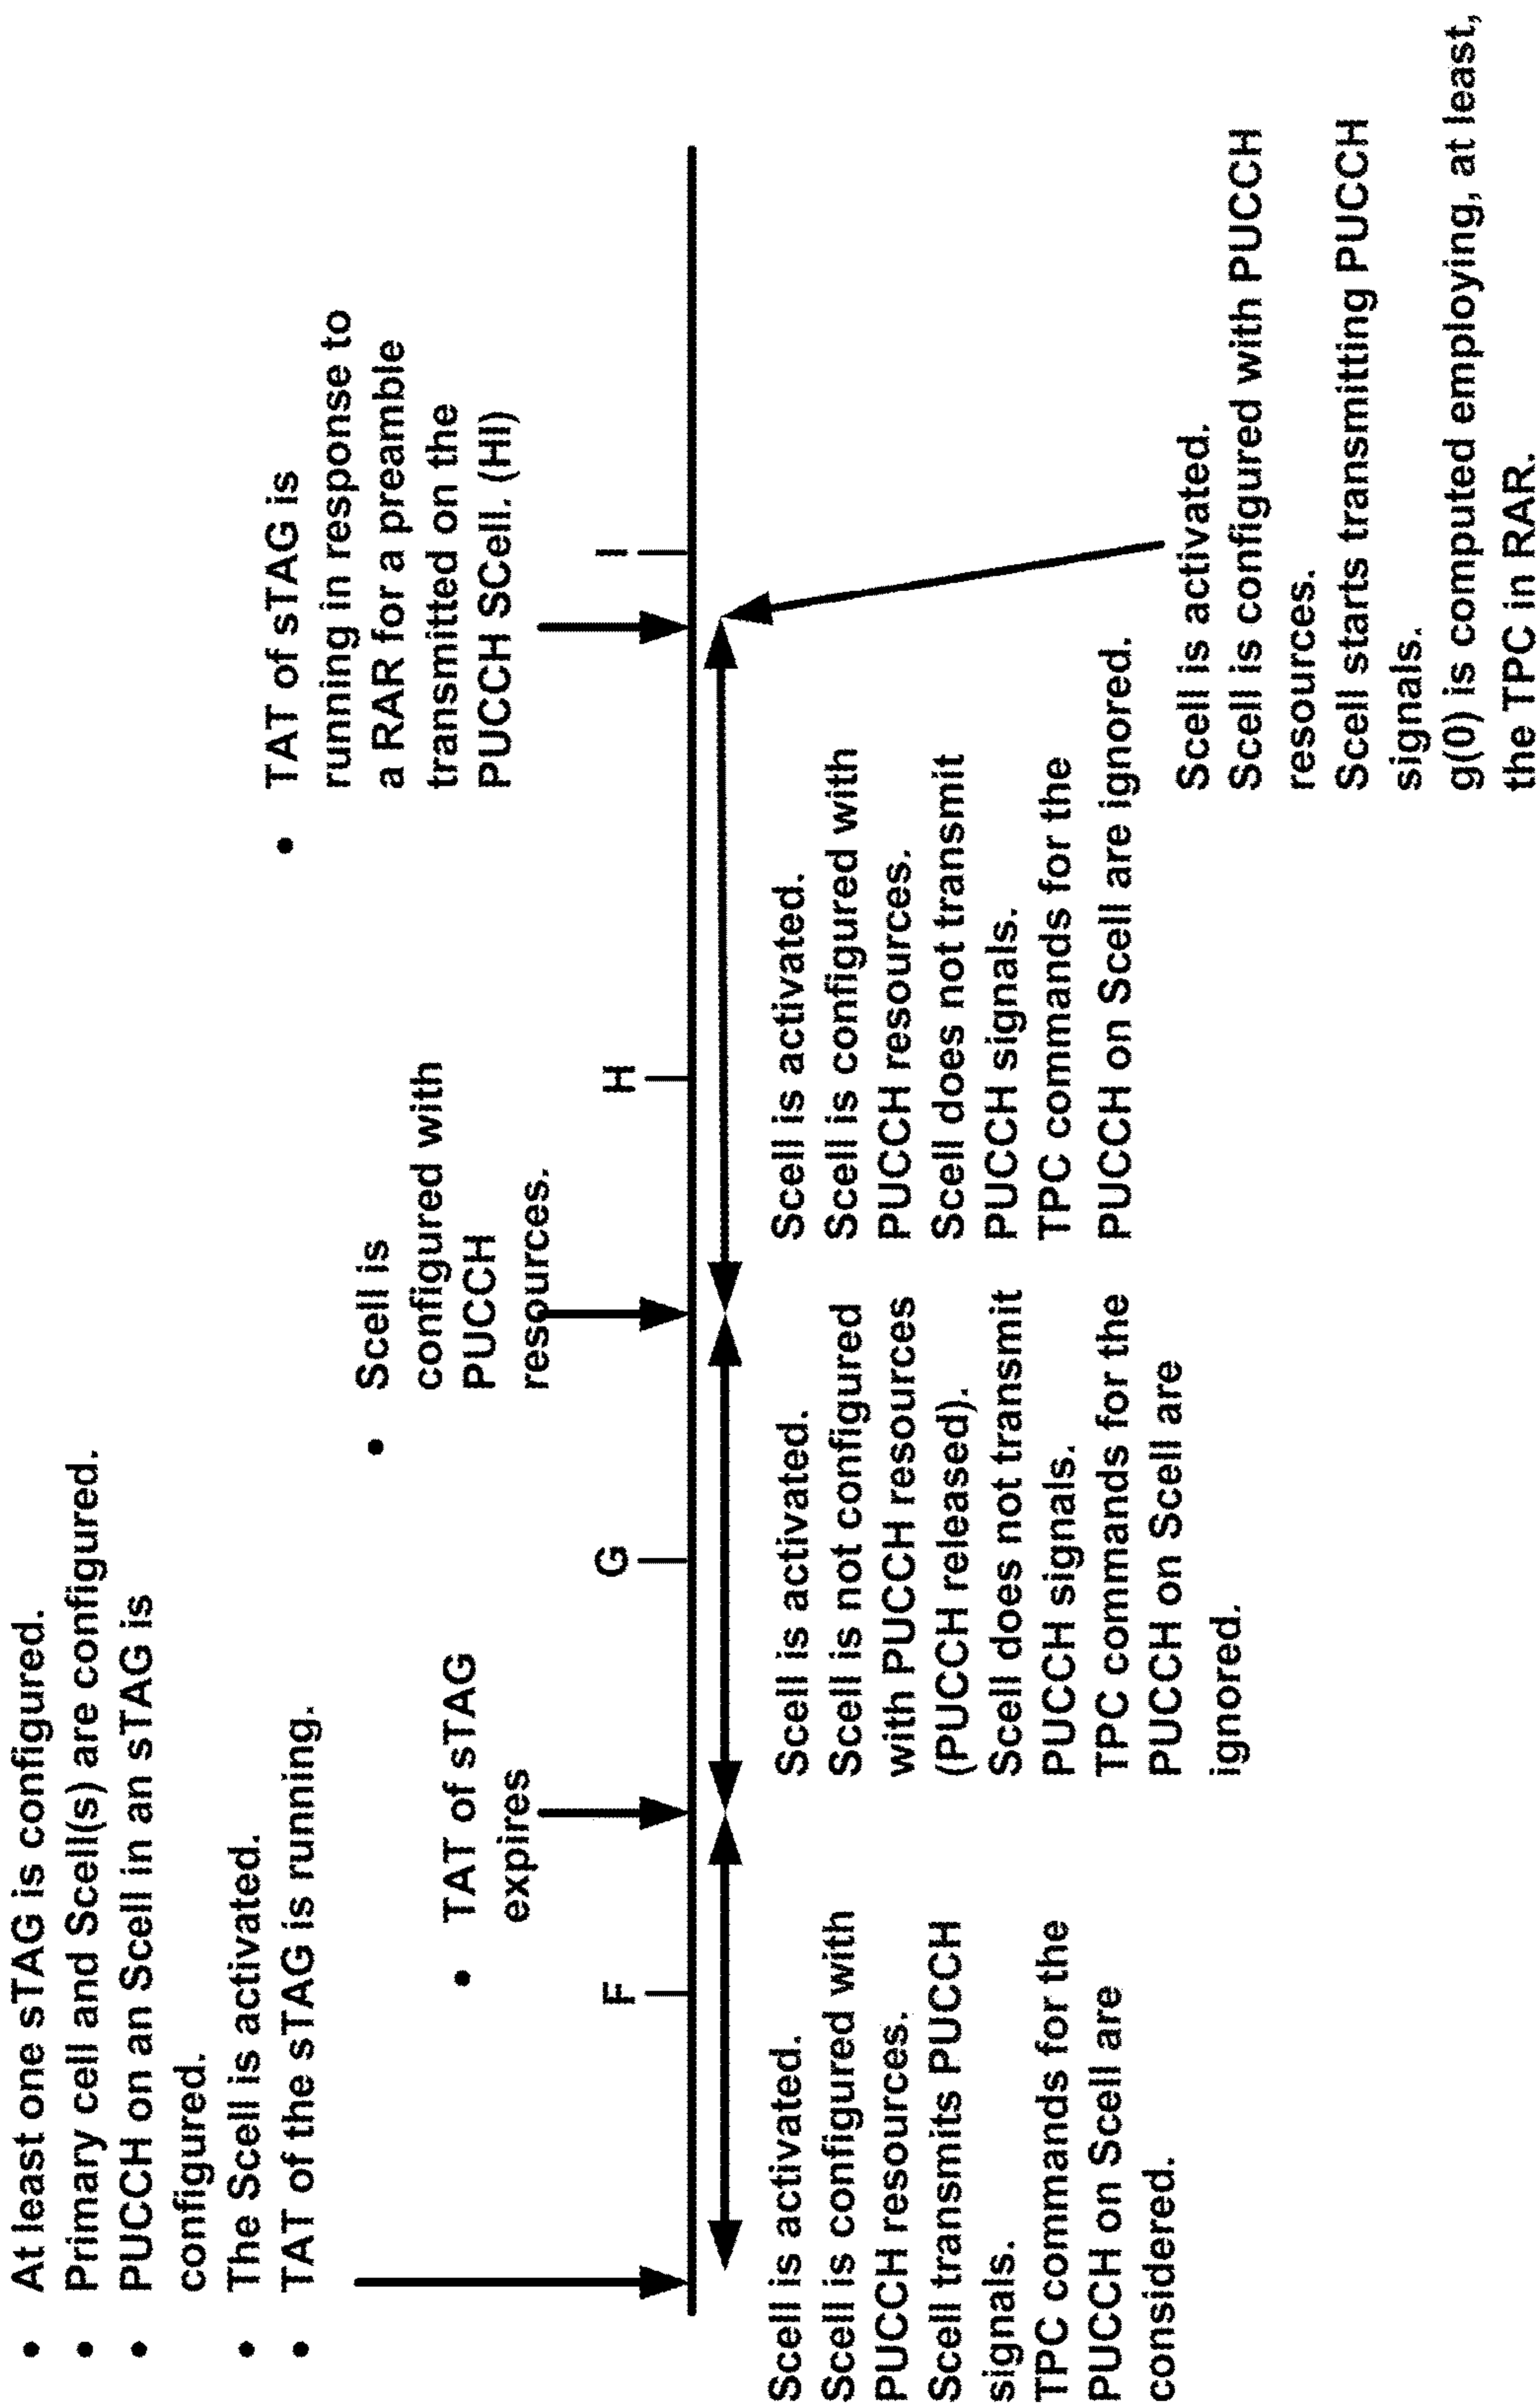 • At least one sTAG is configured.
• Primary cell and Scell(s) are configured.
• PUCCH on an Scell in an sTAG is
configured.
• The Scell is activated.
• TAT of the sTAG is running.
• TAT of sTAG
expires
• Scell is
configured with
PUCCH
resources.
• TAT of sTAG is
running in response to
a RAR for a preamble
transmitted on the
PUCCH SCell. (HI)
F
G
H
I
Scell is activated.
Scell is configured with
PUCCH resources.
Scell transmits PUCCH
signals.
TPC commands for the
PUCCH on Scell are
considered.
Scell is activated.
Scell is not configured
with PUCCH resources
(PUCCH released).
Scell does not transmit
PUCCH signals.
TPC commands for the
PUCCH on Scell are
ignored.
Scell is activated.
Scell is configured with
PUCCH resources.
Scell does not transmit
PUCCH signals.
TPC commands for the
PUCCH on Scell are ignored.
Scell is activated.
Scell is configured with PUCCH
resources.
Scell starts transmitting PUCCH
signals.
g(0) is computed employing, at least,
the TPC in RAR.